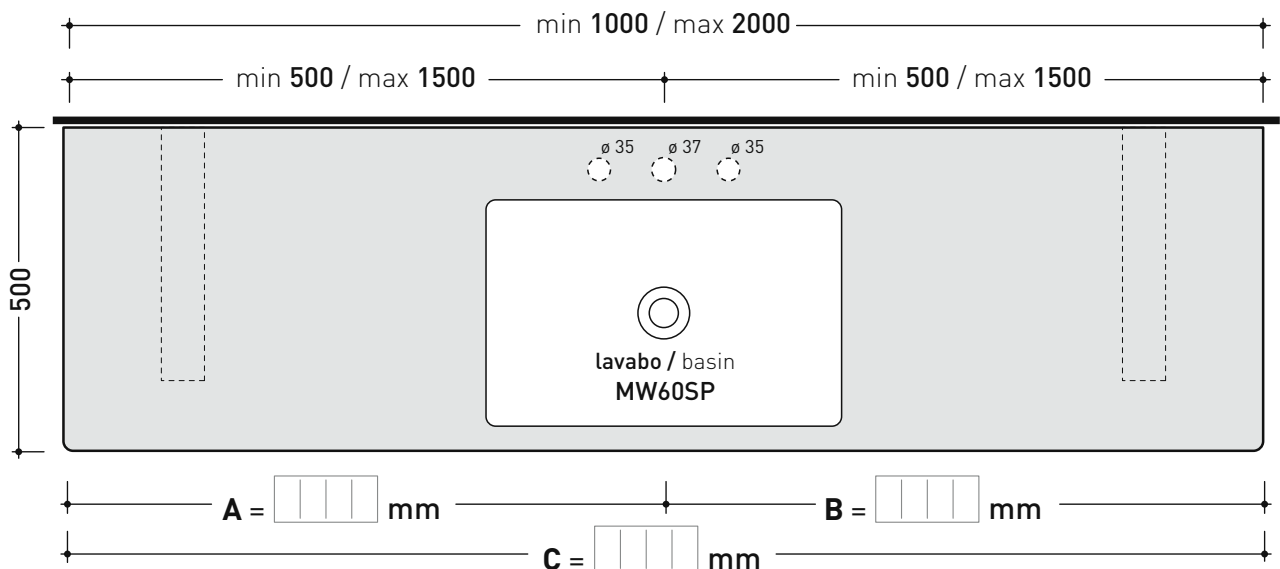 min 1000 / max 2000
min 500 / max 1500
min 500 / max 1500
ø 35
ø 37
ø 35
500
lavabo / basin
MW60SP
A = mm
B = mm
C = mm